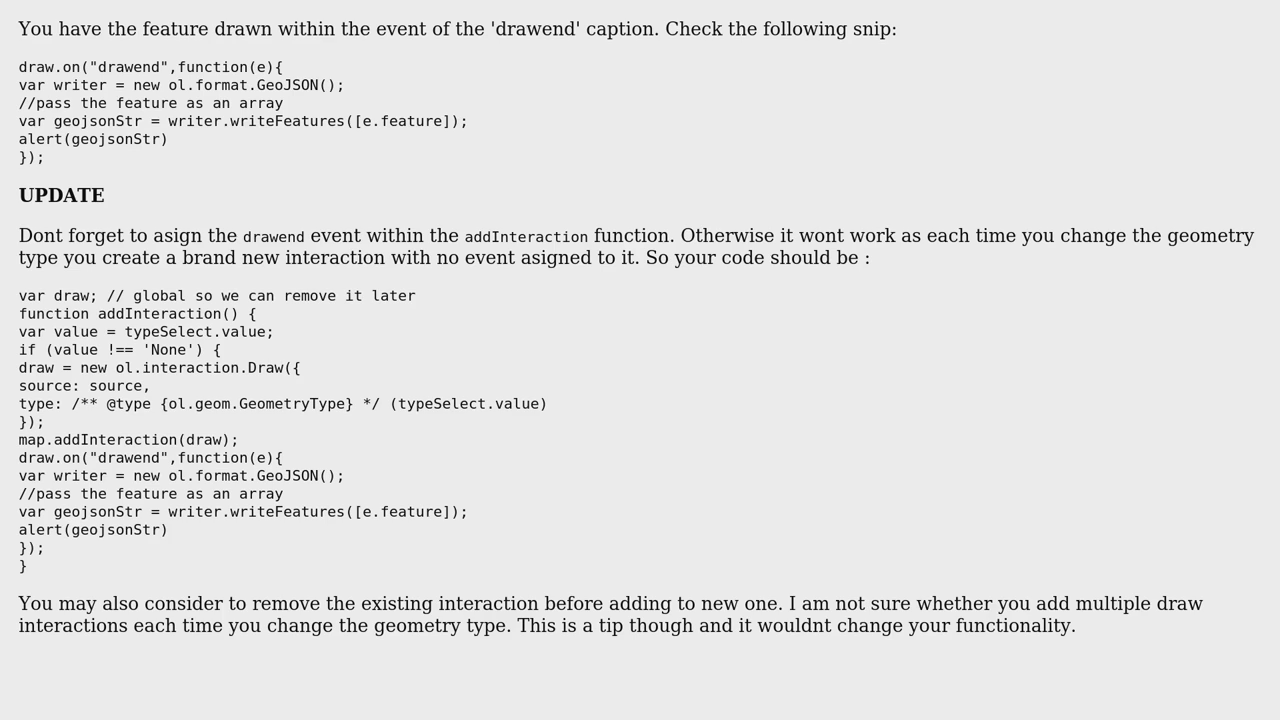 You have the feature drawn within the event of the 'drawend' caption. Check the following snip:
draw.on("drawend",function(e){
var writer = new ol.format.GeoJSON();
//pass the feature as an array
var geojsonStr = writer.writeFeatures([e.feature]);
alert(geojsonStr)
});
UPDATE
Dont forget to asign the drawend event within the addInteraction function. Otherwise it wont work as each time you change the geometry
type you create a brand new interaction with no event asigned to it. So your code should be :
var draw; // global so we can remove it later
function addInteraction() {
var value = typeSelect.value;
if (value !== 'None') {
draw = new ol.interaction.Draw({
source: source,
type: /** @type {ol.geom.GeometryType} */ (typeSelect.value)
});
map.addInteraction(draw);
draw.on("drawend",function(e){
var writer = new ol.format.GeoJSON();
//pass the feature as an array
var geojsonStr = writer.writeFeatures([e.feature]);
alert(geojsonStr)
});
}
You may also consider to remove the existing interaction before adding to new one. I am not sure whether you add multiple draw
interactions each time you change the geometry type. This is a tip though and it wouldnt change your functionality.